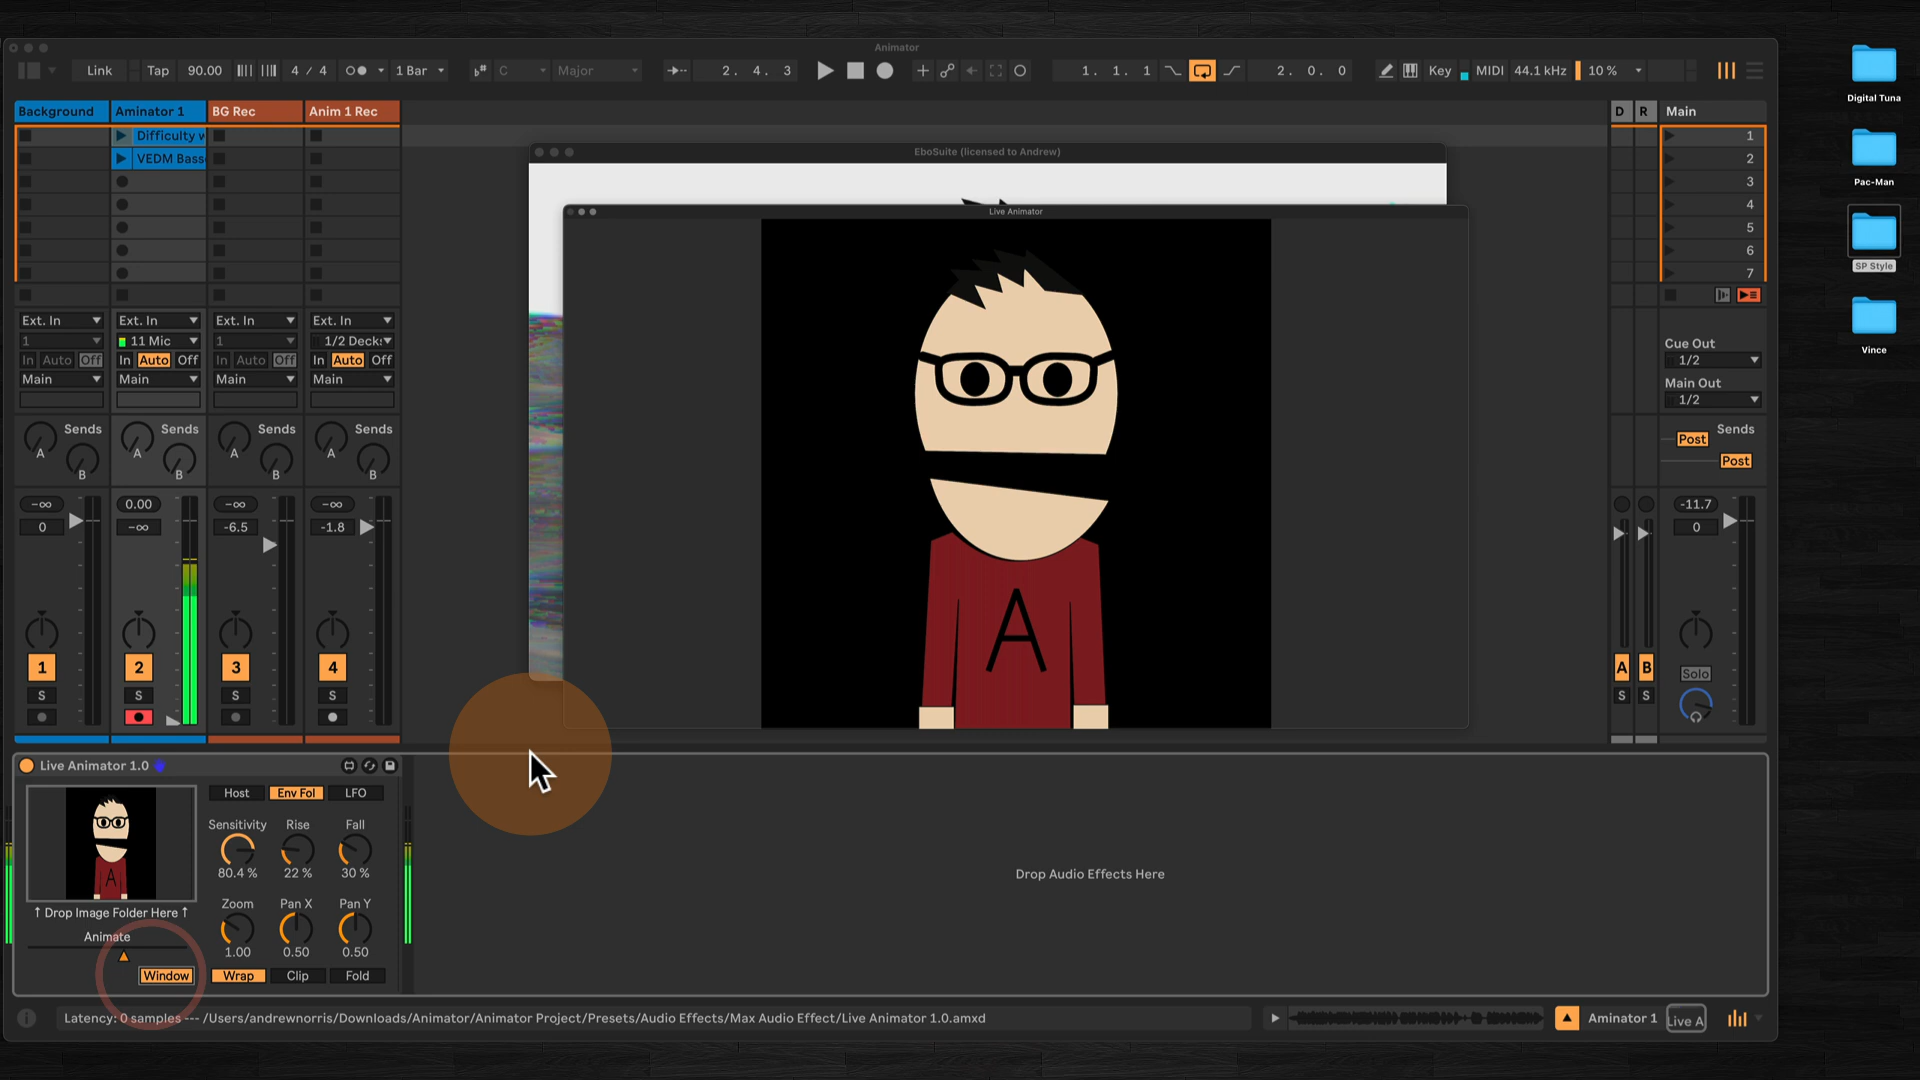 Animator
Link Tap 90.00 4 / 4 1 Bar C Major 2. 4. 3 1. 1. 1 2. 0. 0 Key MIDI 44.1 kHz 10 %
Background Aminator 1 BG Rec Anim 1 Rec D R Main
Difficulty w 1
VEDM Bass 2
3
4
5
6
7
Ext. In Ext. In Ext. In Ext. In
1 11 Mic 1 1/2 Deck:
In Auto Off In Auto Off In Auto Off In Auto Off
Main Main Main Main
Cue Out
1/2
Main Out
1/2
Sends Sends Sends Sends Sends
A A A A Post
B B B B Post
-∞ 0.00 -∞ -∞ -11.7
0 -∞ -6.5 -1.8 0
1 2 3 4 A B Solo
S S S S S S
EboSuite (licensed to Andrew)
Live Animator
A
Live Animator 1.0
Host Env Fol LFO
Sensitivity Rise Fall
80.4 % 22 % 30 %
A
↑ Drop Image Folder Here ↑
Zoom Pan X Pan Y
1.00 0.50 0.50
Animate
Window Wrap Clip Fold
Drop Audio Effects Here
Latency: 0 samples --- /Users/andrewnorris/Downloads/Animator/Animator Project/Presets/Audio Effects/Max Audio Effect/Live Animator 1.0.amxd
Aminator 1 Live A
Digital Tuna
Pac-Man
SP Style
Vince